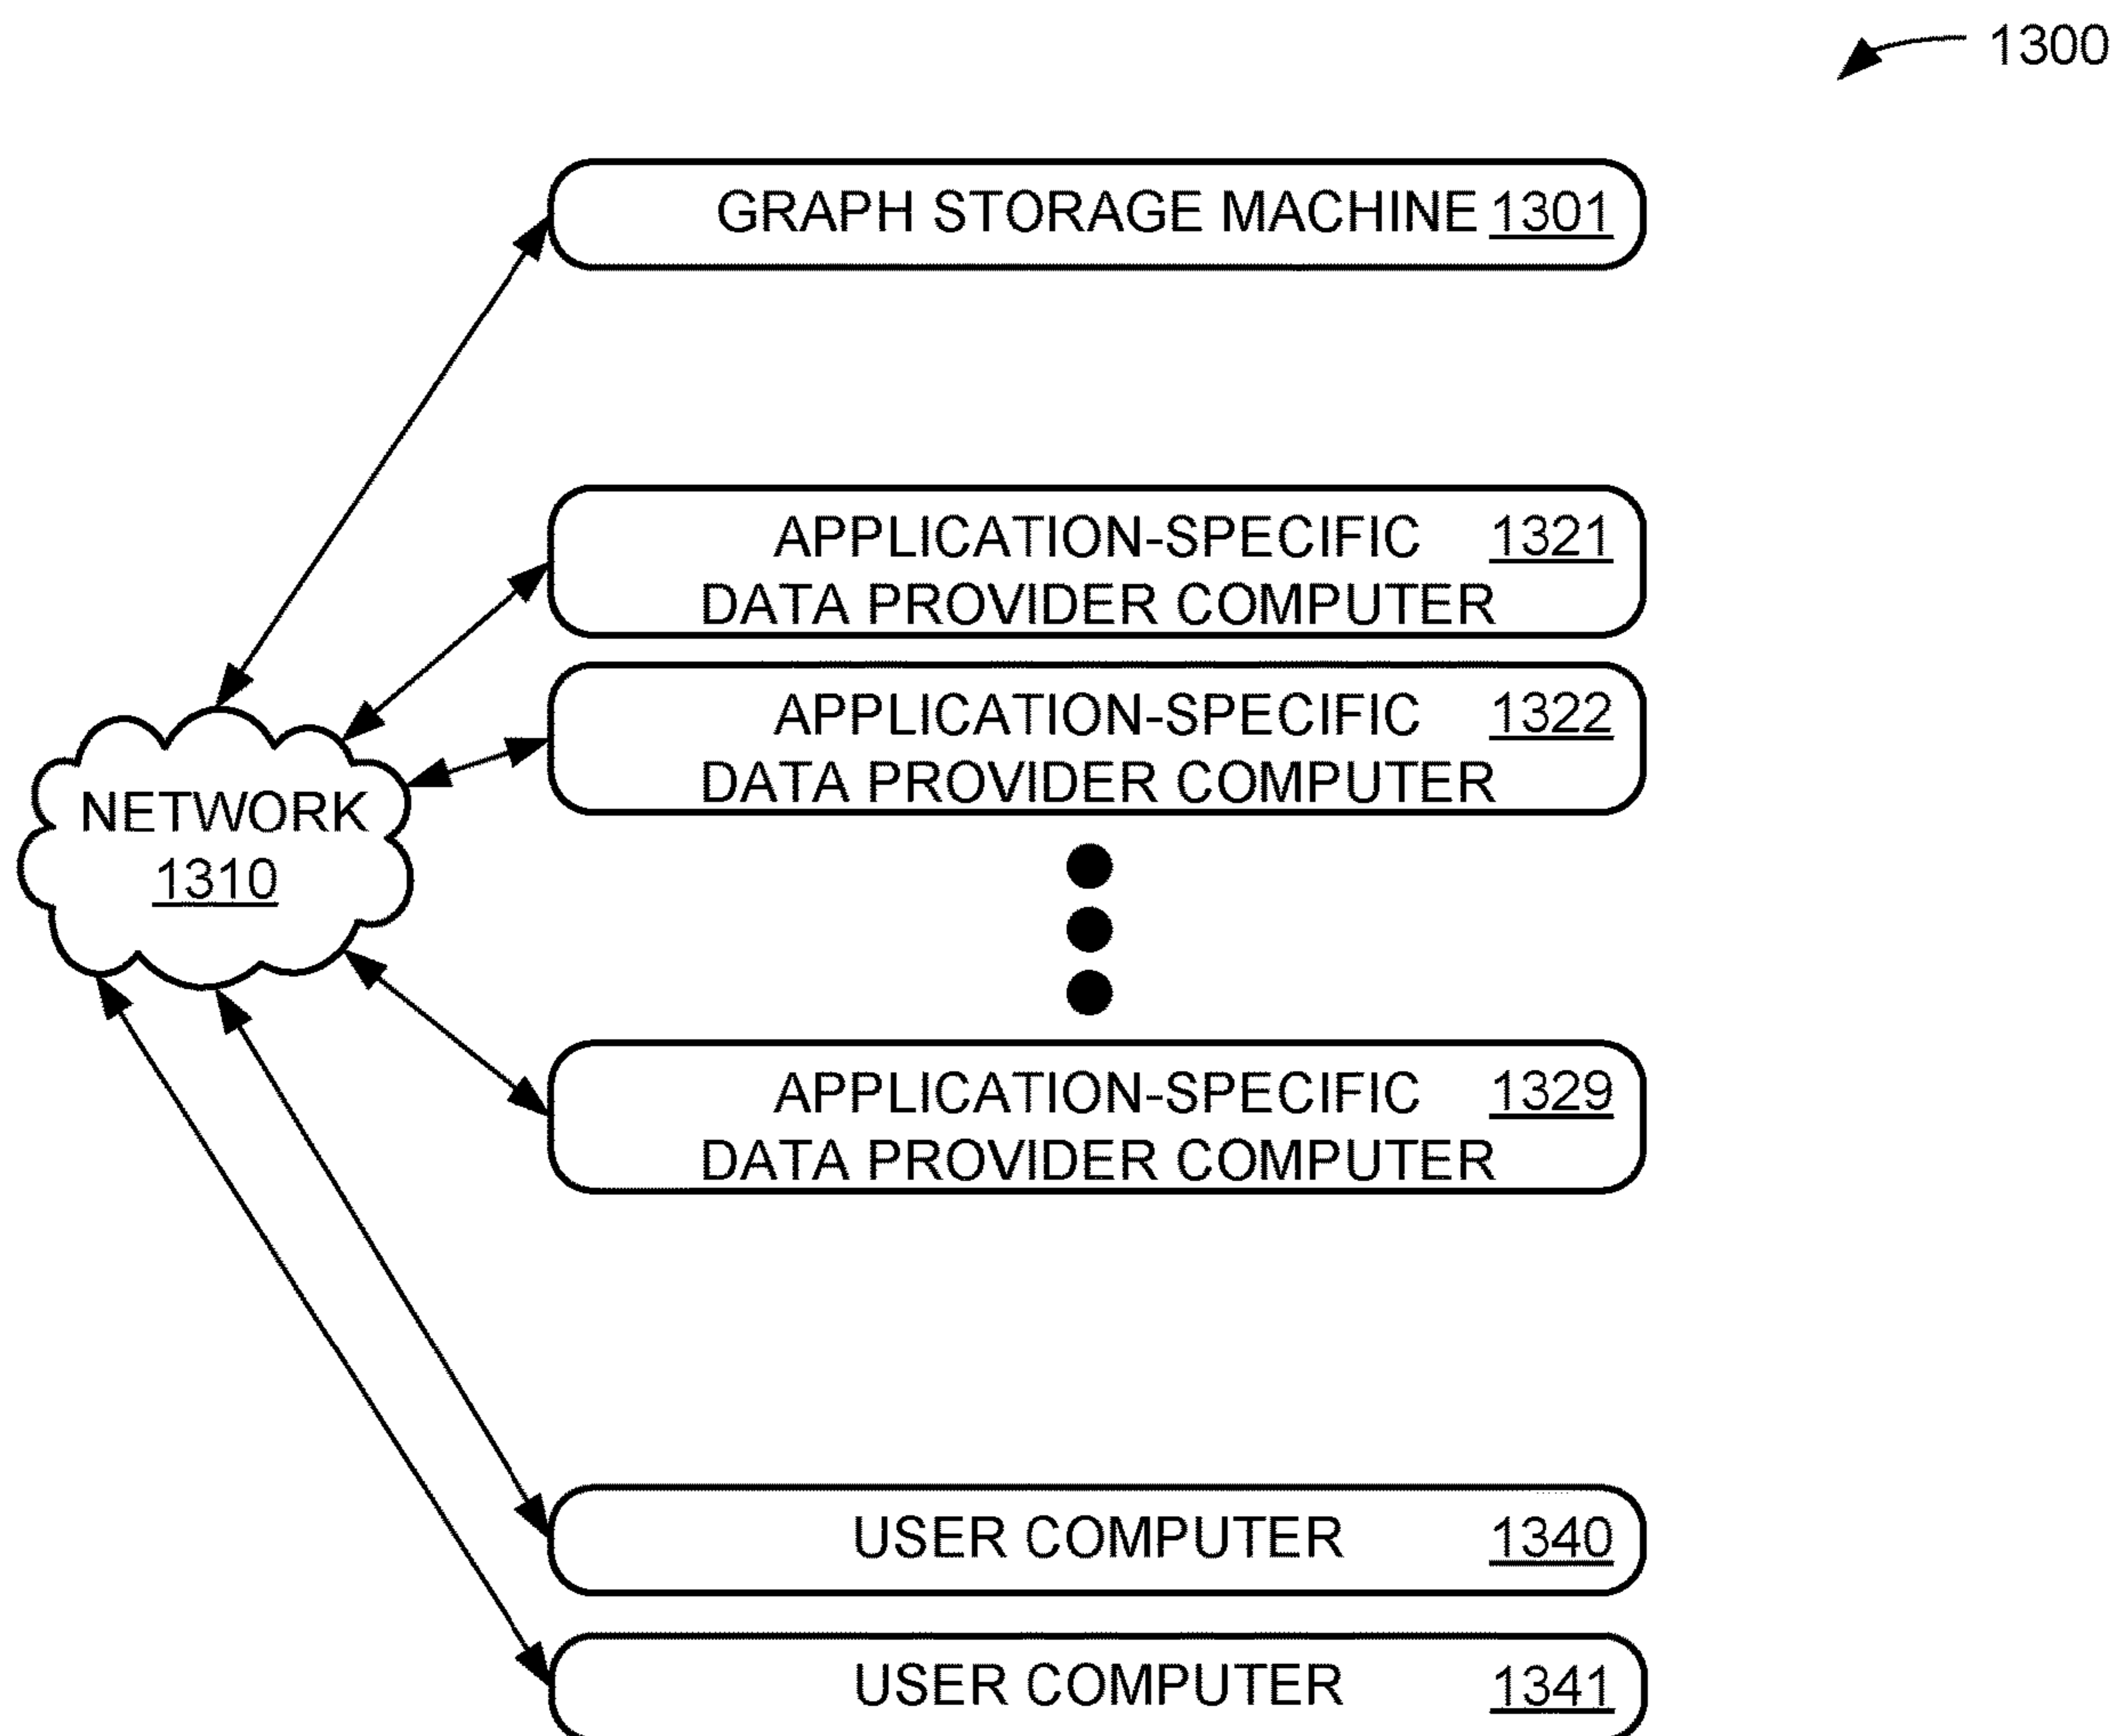 1300
GRAPH STORAGE MACHINE 1301
APPLICATION-SPECIFIC 1321
DATA PROVIDER COMPUTER
APPLICATION-SPECIFIC 1322
DATA PROVIDER COMPUTER
NETWORK
1310
APPLICATION-SPECIFIC 1329
DATA PROVIDER COMPUTER
USER COMPUTER 1340
USER COMPUTER 1341